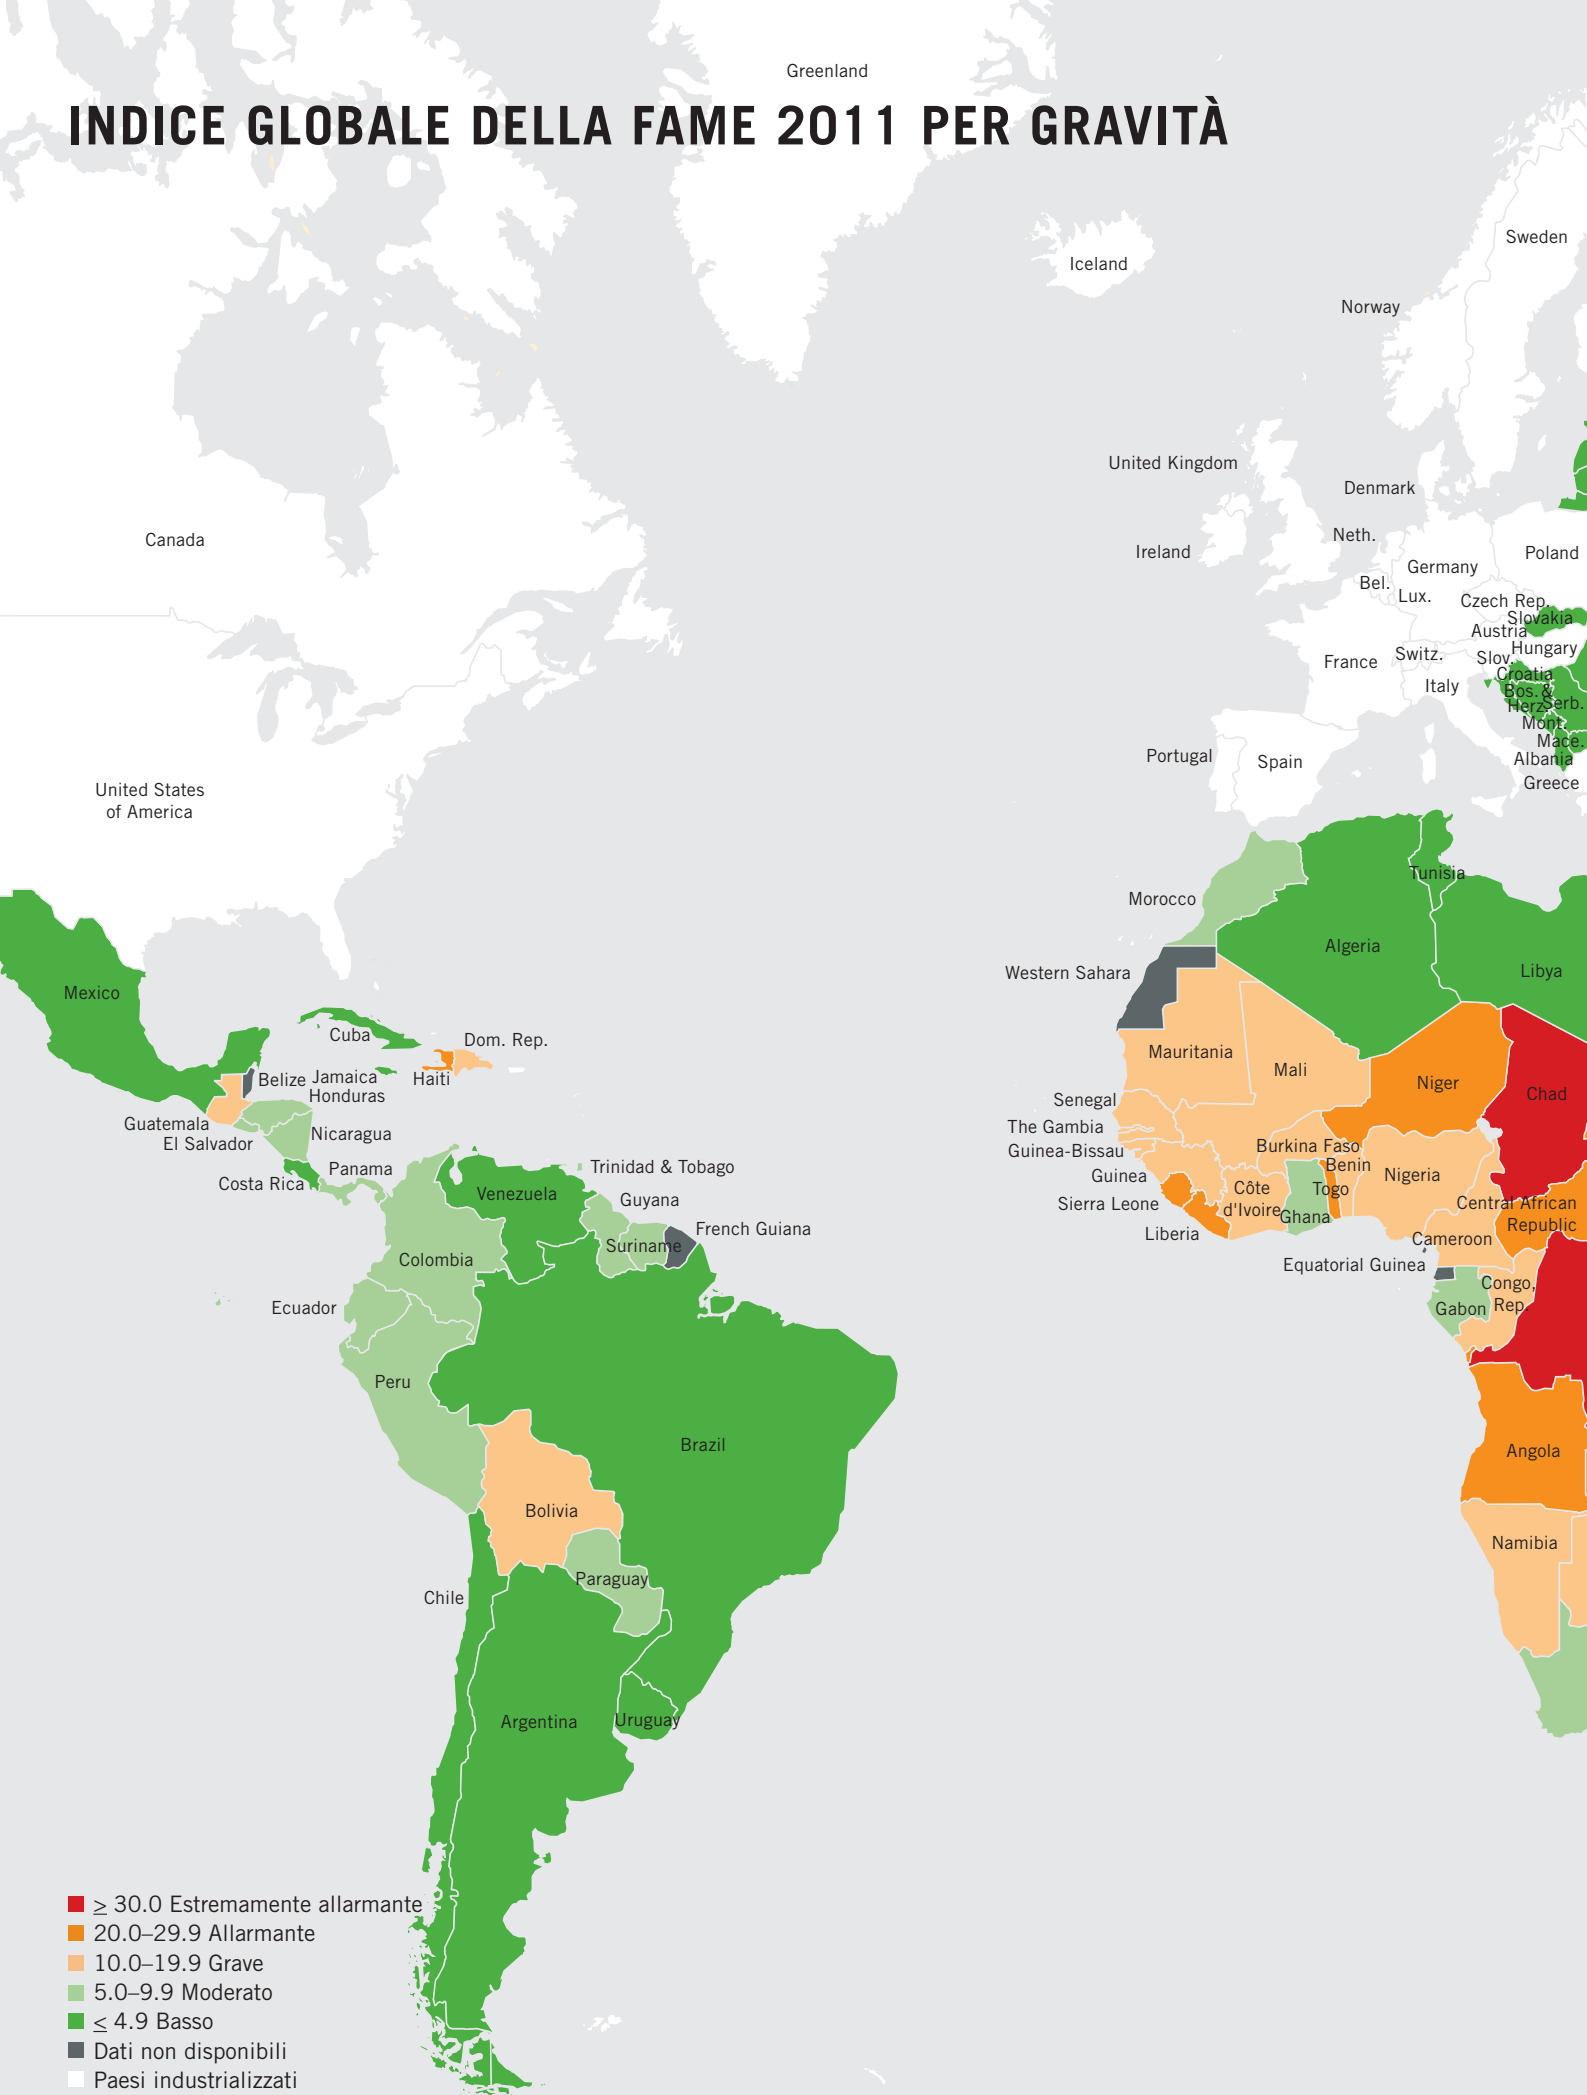 Greenland
INDICE GLOBALE DELLA FAME 2011 PER GRAVITÀ
Sweden
Iceland
Norway
United Kingdom
Denmark
Neth.
Canada
Ireland
Poland
Germany
Bel.
Lux.
Czech Rep.
Slovakia
Austria
Hungary
Switz.
Slov.
France
Croatia
Italy
Bos. &
Herz.
Serb.
Mont.
Mace.
Portugal
Spain
Albania
Greece
United States
of America
Tunisia
Morocco
Algeria
Libya
Western Sahara
Mexico
Cuba
Dom. Rep.
Mauritania
Mali
Belize
Jamaica
Haiti
Niger
Honduras
Chad
Senegal
Guatemala
The Gambia
El Salvador
Nicaragua
Guinea-Bissau
Burkina Faso
Benin
Costa Rica
Panama
Trinidad & Tobago
Guinea
Nigeria
Venezuela
Guyana
Sierra Leone
Côte
d'Ivoire
Togo
Ghana
Central African
Republic
French Guiana
Liberia
Suriname
Cameroon
Colombia
Equatorial Guinea
Congo,
Rep.
Ecuador
Gabon
Peru
Brazil
Angola
Bolivia
Namibia
Paraguay
Chile
Argentina
Uruguay
≥ 30.0 Estremamente allarmante
20.0–29.9 Allarmante
10.0–19.9 Grave
5.0–9.9 Moderato
≤ 4.9 Basso
Dati non disponibili
Paesi industrializzati